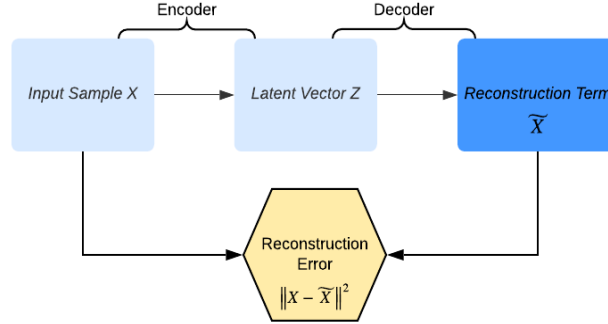 Encoder
Decoder
Input Sample X
Latent Vector Z
Reconstruction Term
X̃
Reconstruction
Error
‖X − X̃‖²